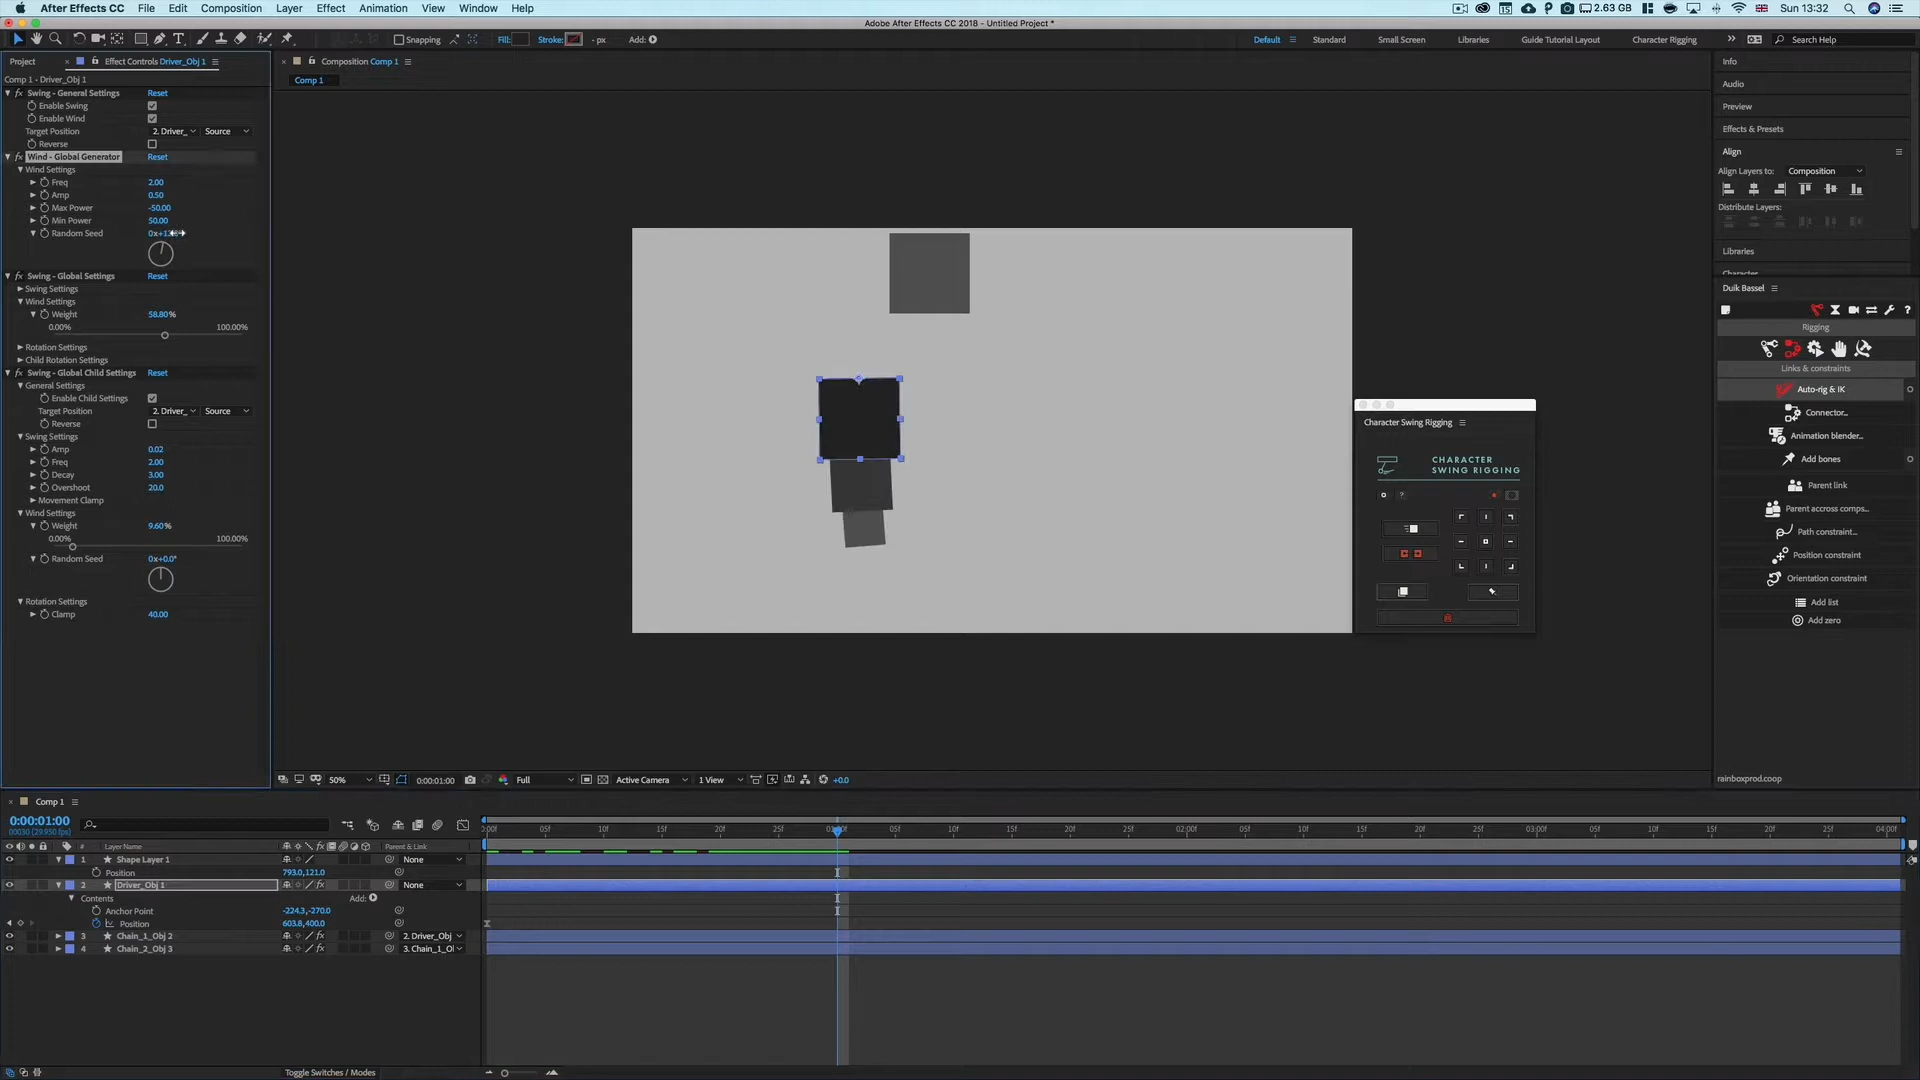 After Effects CC File Edit Composition Layer Effect Animation View Window Help 2.63 GB Sun 13:32
Adobe After Effects CC 2018 - Untitled Project *
Snapping Fill: Stroke: - px Add: Default Standard Small Screen Libraries Guide Tutorial Layout Character Rigging Search Help
Project Effect Controls Driver_Obj 1 Composition Comp 1 Info
Comp 1 - Driver_Obj 1 Comp 1 Audio
Swing - General Settings Reset
Enable Swing Preview
Enable Wind
Target Position 2. Driver_ Source Effects & Presets
Reverse
Wind - Global Generator Reset Align
Wind Settings Align Layers to: Composition
Freq 2.00
Amp 0.50
Max Power -50.00 Distribute Layers:
Min Power 50.00
Random Seed
Libraries
Swing - Global Settings Reset
Swing Settings Duik Bassel
Wind Settings
Weight 58.80%
0.00% 100.00% Rigging
Rotation Settings
Child Rotation Settings
Swing - Global Child Settings Reset Links & constraints
General Settings Auto-rig & IK
Enable Child Settings
Target Position 2. Driver_ Source Connector...
Reverse Character Swing Rigging
Swing Settings Animation blender...
Amp 0.02
Freq 2.00 CHARACTER Add bones
Decay 3.00 SWING RIGGING
Overshoot 20.0 Parent link
Movement Clamp
Wind Settings Parent accross comps...
Weight 9.60%
0.00% 100.00% Path constraint...
Random Seed 0x+0.0° Position constraint
Orientation constraint
Rotation Settings Add list
Clamp 40.00 Add zero
50% 0:00:01:00 Full Active Camera 1 View +0.0 rainboxprod.coop
Comp 1
0:00:01:00
00030 (29.950 fps) 05f 10f 15f 20f 25f 05f 10f 15f 20f 25f 02:00f 05f 10f 15f 20f 25f 03:00f 05f 10f 15f 20f 25f 04:00f
# Layer Name Parent & Link
1 Shape Layer 1 None
Position 793.0,121.0
2 Driver_Obj 1 None
Contents Add:
Anchor Point -224.3,-270.0
Position 603.8,400.0
3 Chain_1_Obj 2 2. Driver_Obj
4 Chain_2_Obj 3 3. Chain_1_O
Toggle Switches / Modes